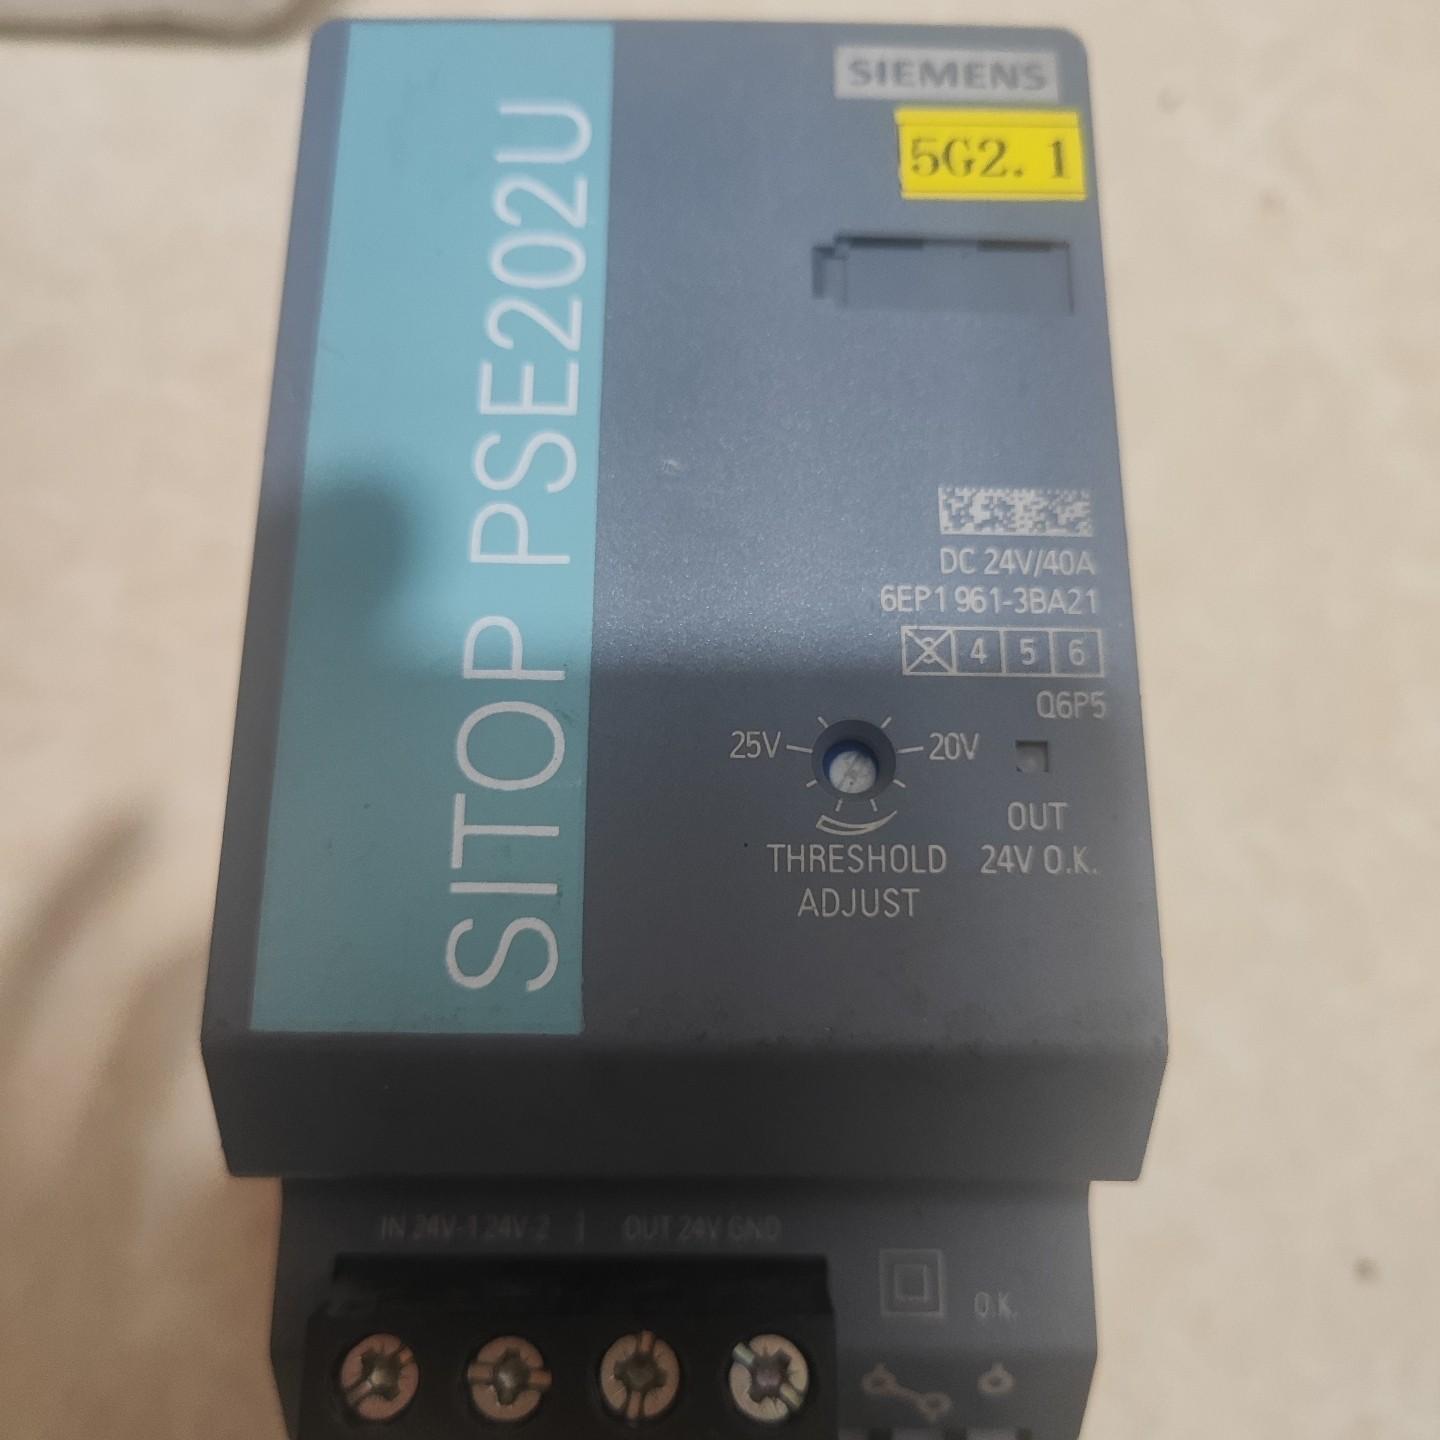 SIEMENS
5G2.1
SITOP PSE202U
DC 24V/40A
6EP1 961-3BA21
3 4 5 6
Q6P5
25V 20V
THRESHOLD
ADJUST
OUT
24V O.K.
IN 24V-1 24V-2 OUT 24V GND
O.K.